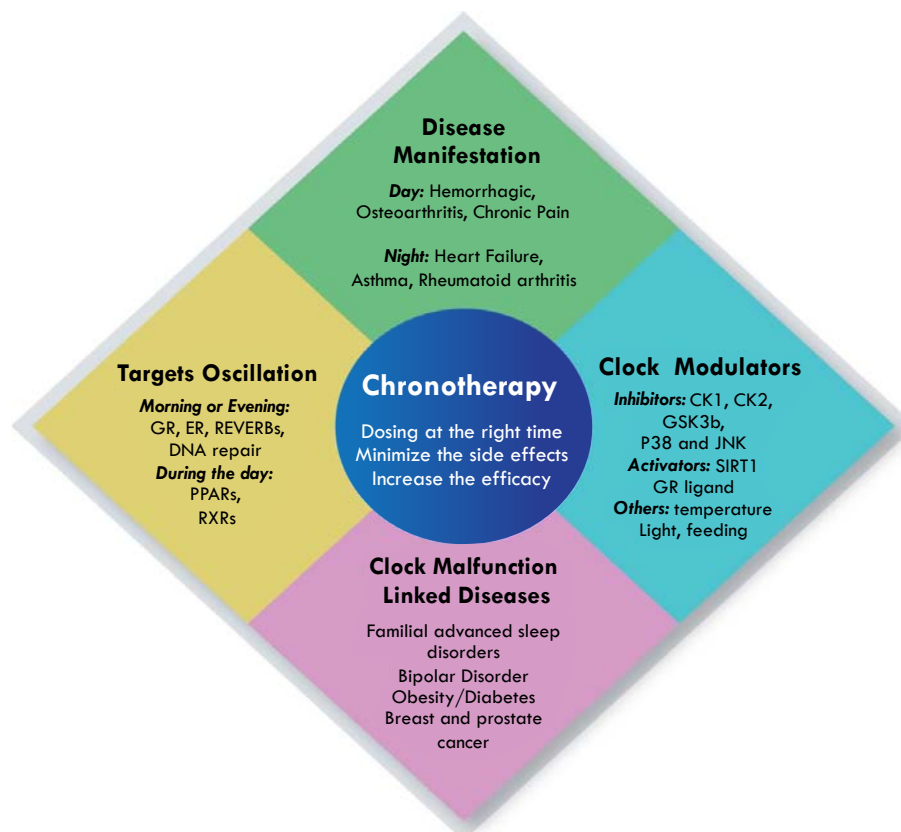 Disease
Manifestation
Day: Hemorrhagic,
Osteoarthritis, Chronic Pain
Night: Heart Failure,
Asthma, Rheumatoid arthritis
Targets Oscillation
Morning or Evening:
GR, ER, REVERBs,
DNA repair
During the day:
PPARs,
RXRs
Chronotherapy
Dosing at the right time
Minimize the side effects
Increase the efficacy
Clock Modulators
Inhibitors: CK1, CK2,
GSK3b,
P38 and JNK
Activators: SIRT1
GR ligand
Others: temperature
Light, feeding
Clock Malfunction
Linked Diseases
Familial advanced sleep
disorders
Bipolar Disorder
Obesity/Diabetes
Breast and prostate
cancer